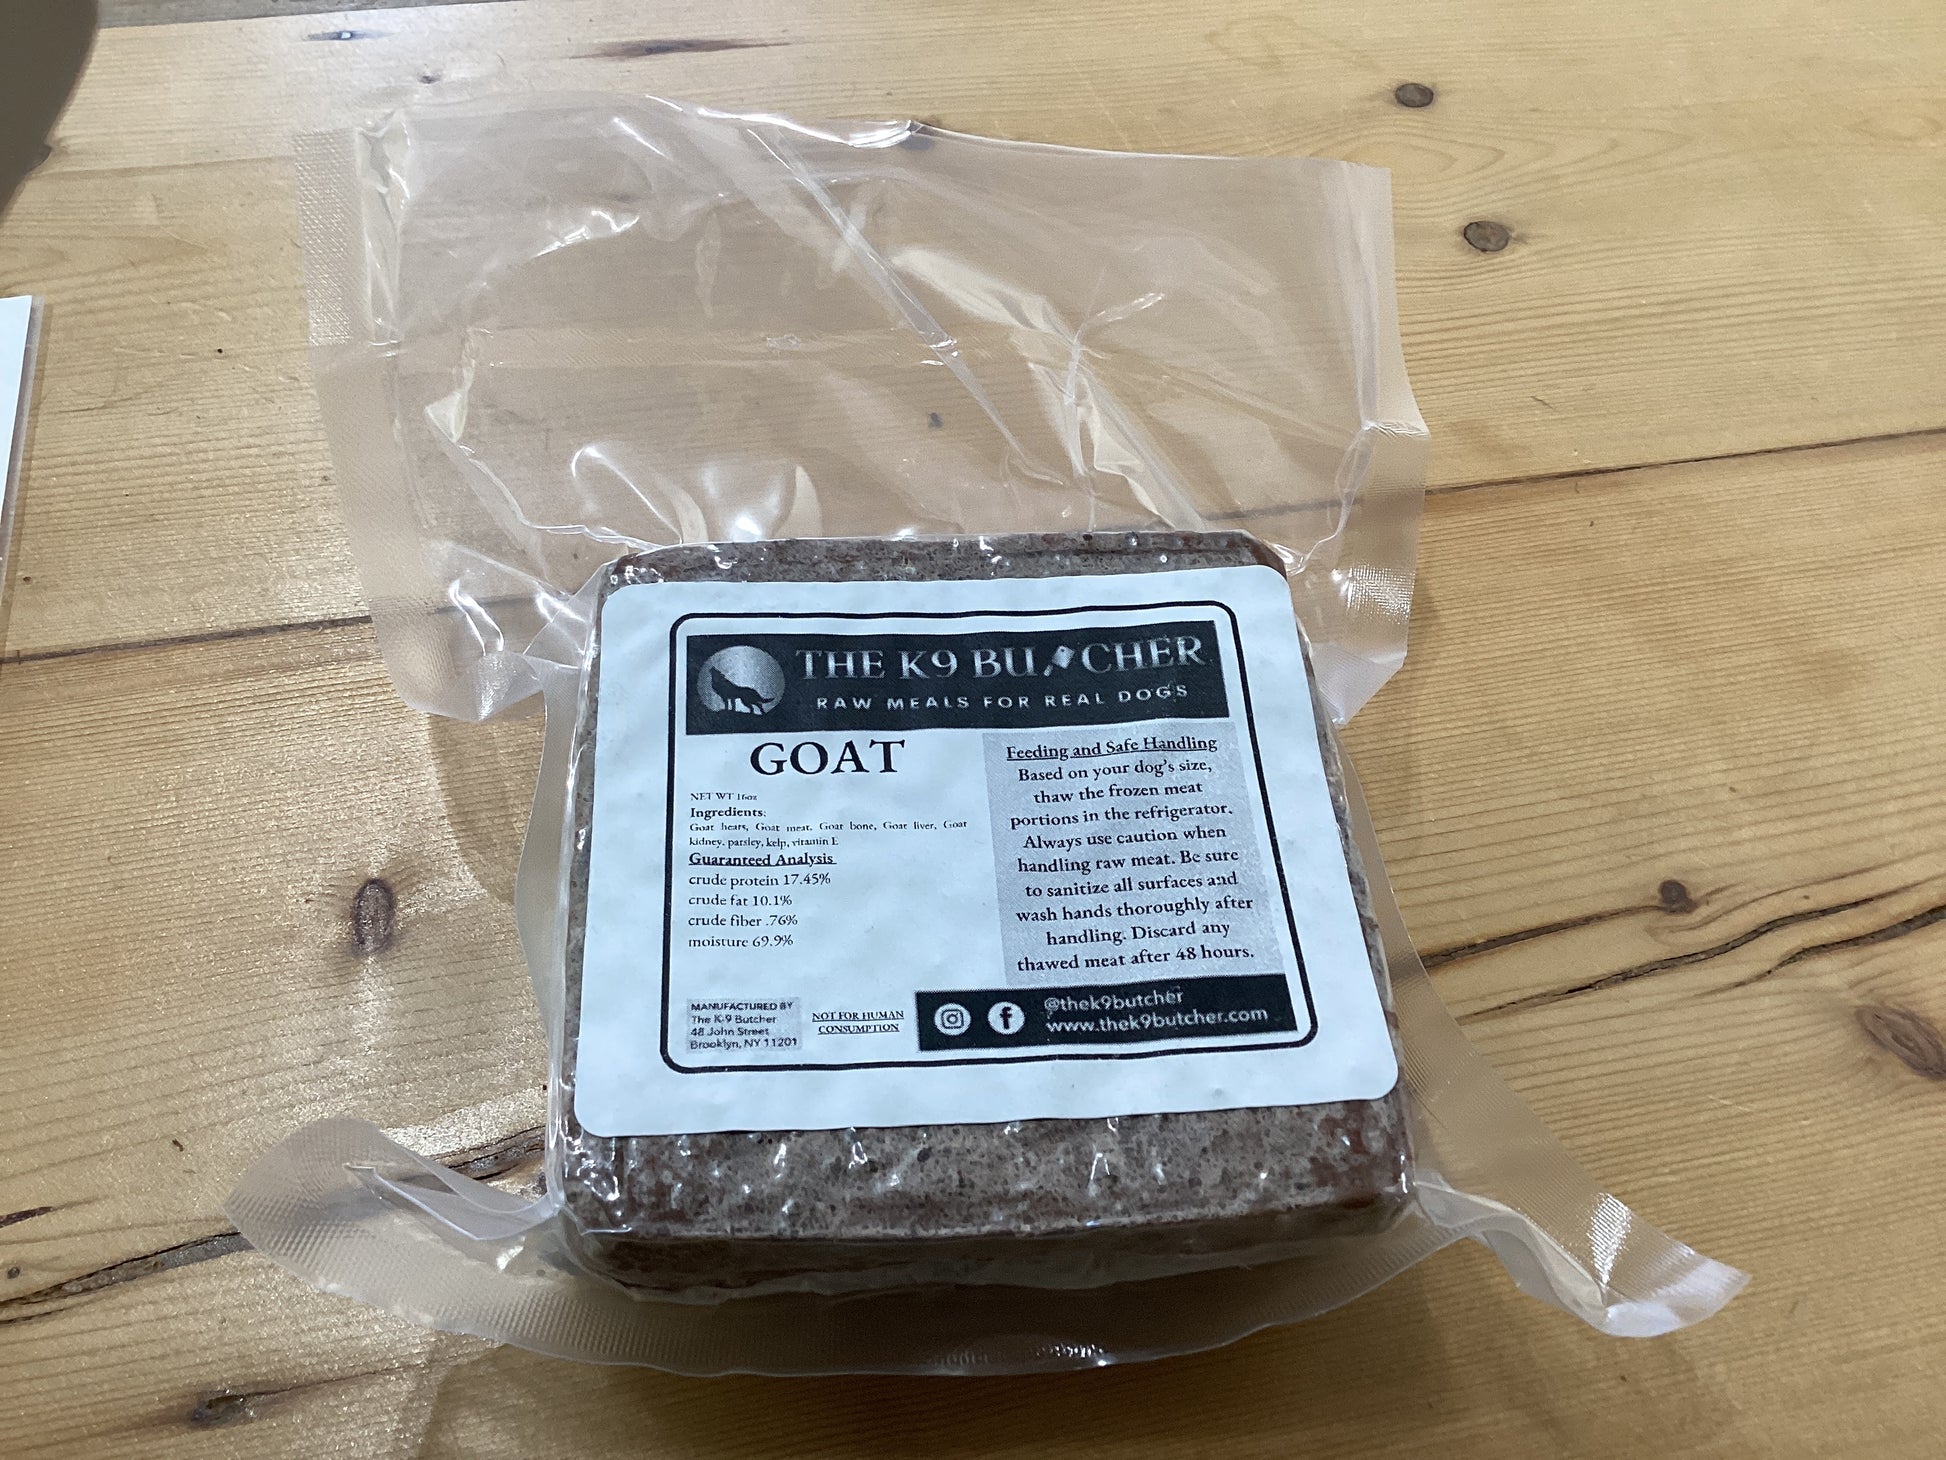 THE K9 BUTCHER
RAW MEALS FOR REAL DOGS
GOAT
NET WT 16oz
Ingredients:
Goat heart, Goat meat, Goat bone, Goat liver, Goat
kidney, parsley, kelp, vitamin E
Guaranteed Analysis
crude protein 17.45%
crude fat 10.1%
crude fiber .76%
moisture 69.9%
Feeding and Safe Handling
Based on your dog's size,
thaw the frozen meat
portions in the refrigerator.
Always use caution when
handling raw meat. Be sure
to sanitize all surfaces and
wash hands thoroughly after
handling. Discard any
thawed meat after 48 hours.
MANUFACTURED BY
The K-9 Butcher
48 John Street
Brooklyn, NY 11201
NOT FOR HUMAN
CONSUMPTION
@thek9butcher
www.thek9butcher.com